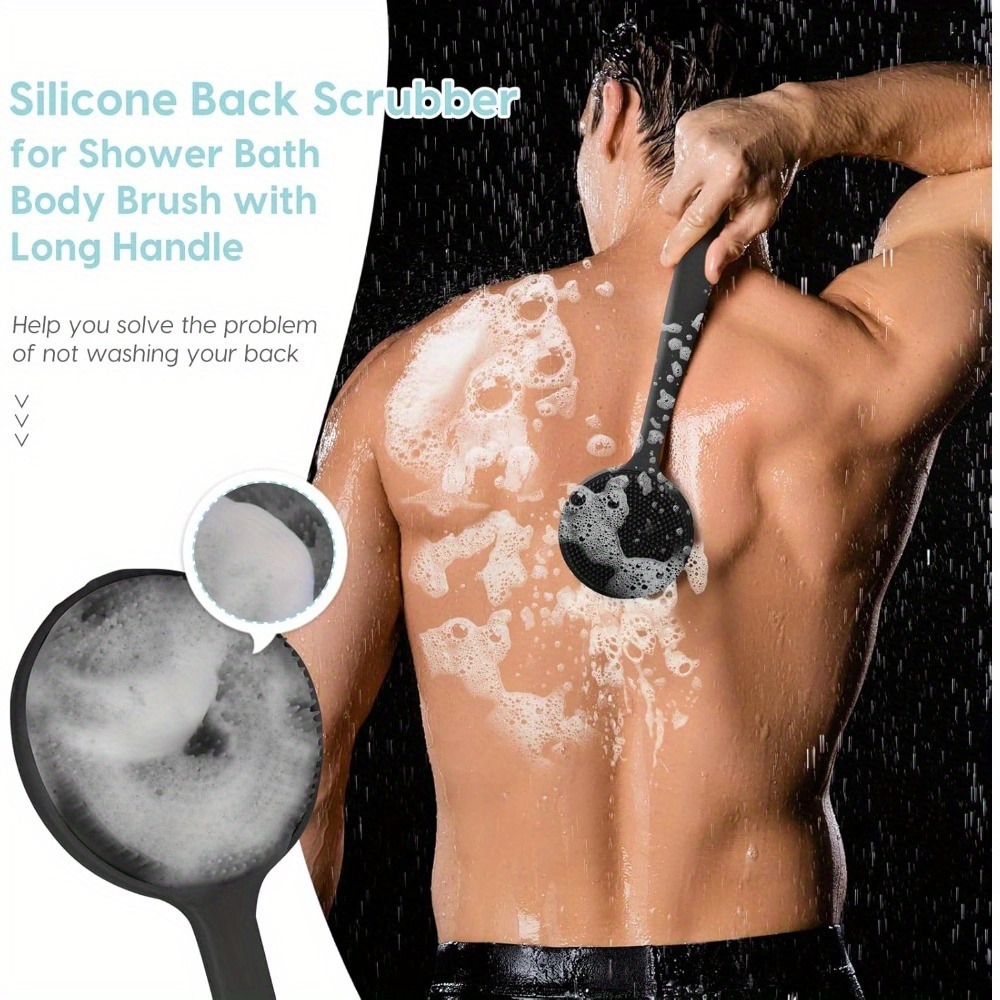 Silicone Back Scrubber
for Shower Bath
Body Brush with
Long Handle
Help you solve the problem
of not washing your back